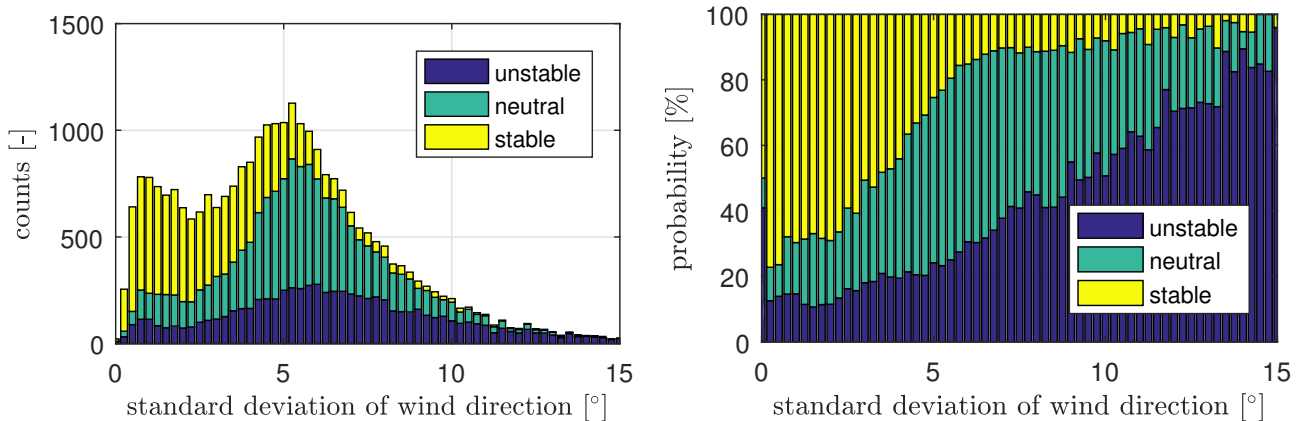 1500
1000
500
0
counts [-]
unstable
neutral
stable
0 5 10 15
standard deviation of wind direction [°]
100
80
60
40
20
0
probability [%]
unstable
neutral
stable
0 5 10 15
standard deviation of wind direction [°]